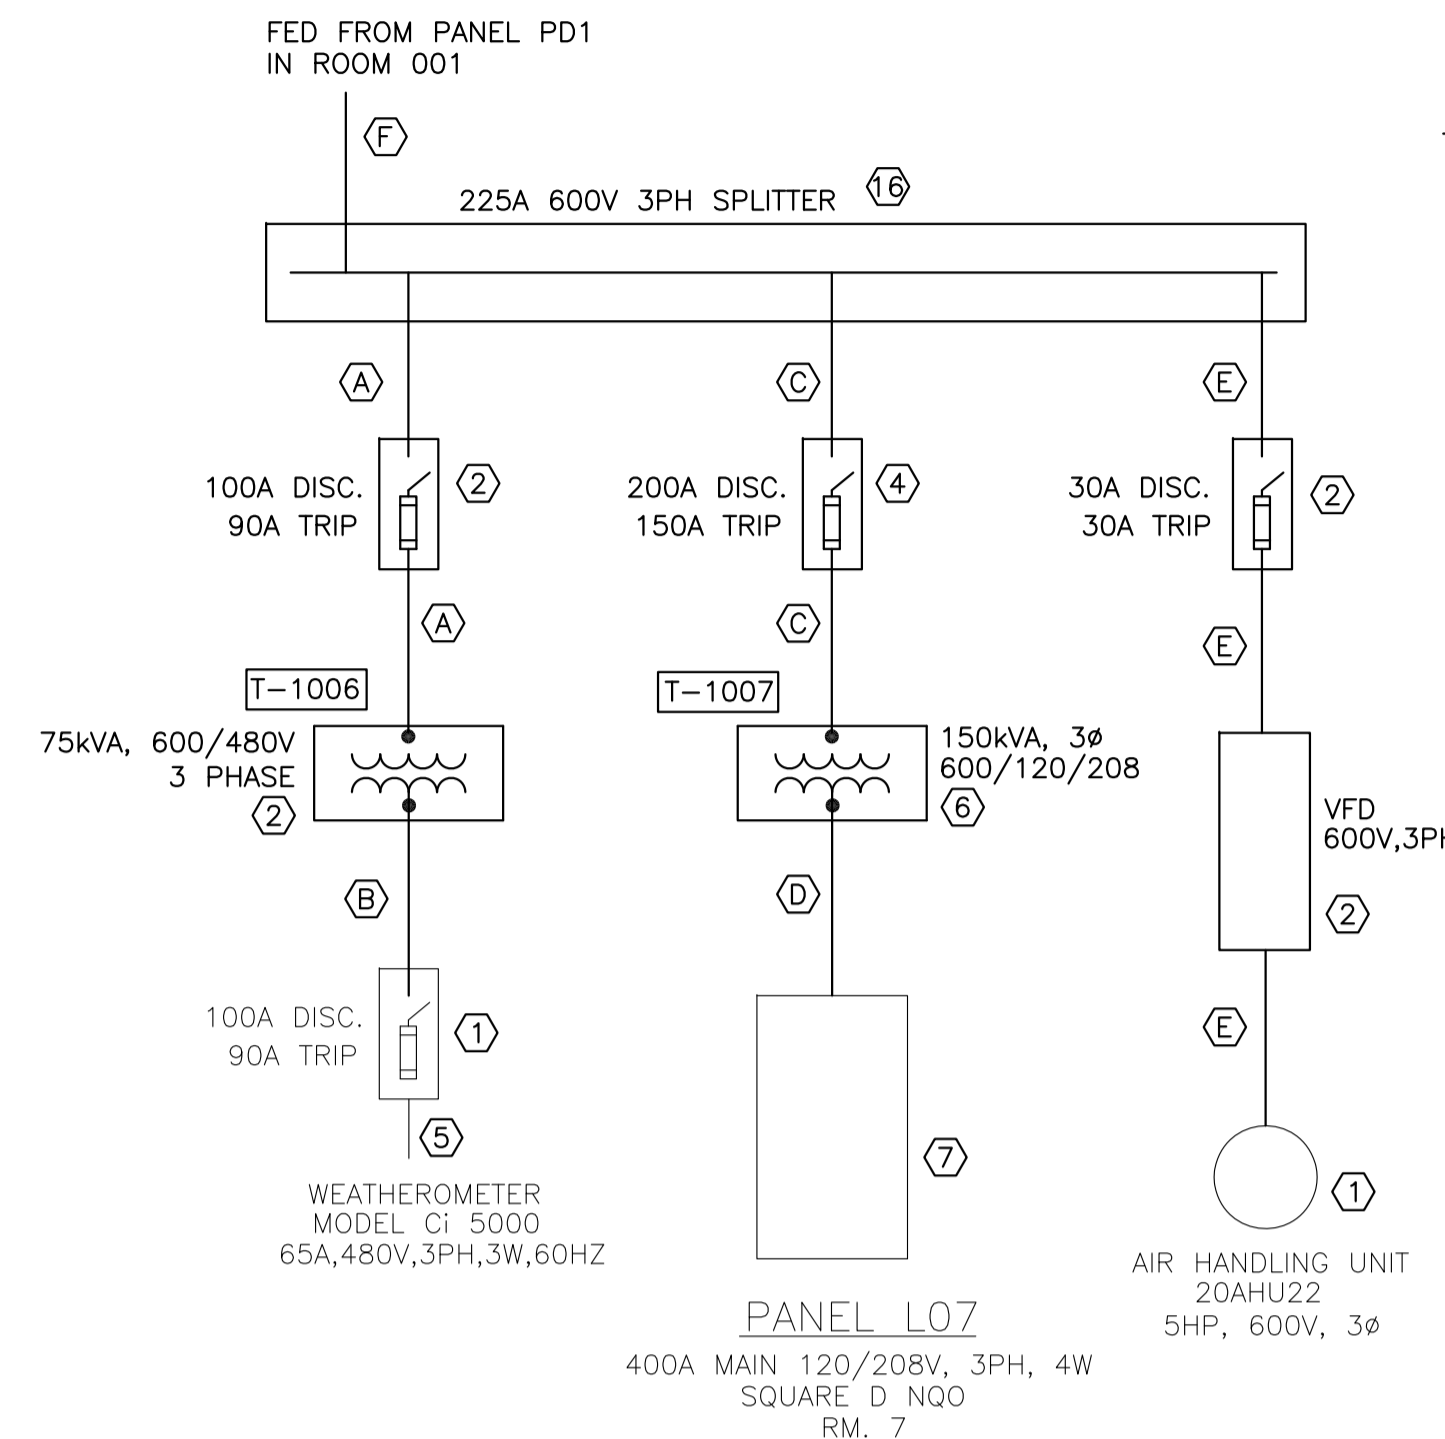 FED FROM PANEL PD1
IN ROOM 001
F
225A 600V 3PH SPLITTER
16
A
C
E
100A DISC.
90A TRIP
2
200A DISC.
150A TRIP
4
30A DISC.
30A TRIP
2
A
C
E
T-1006
75kVA, 600/480V
3 PHASE
2
T-1007
150kVA, 3ø
600/120/208
6
VFD
600V,3PH
2
B
D
E
100A DISC.
90A TRIP
1
5
WEATHEROMETER
MODEL Ci 5000
65A,480V,3PH,3W,60HZ
7
PANEL L07
400A MAIN 120/208V, 3PH, 4W
SQUARE D NQO
RM. 7
1
AIR HANDLING UNIT
20AHU22
5HP, 600V, 3ø